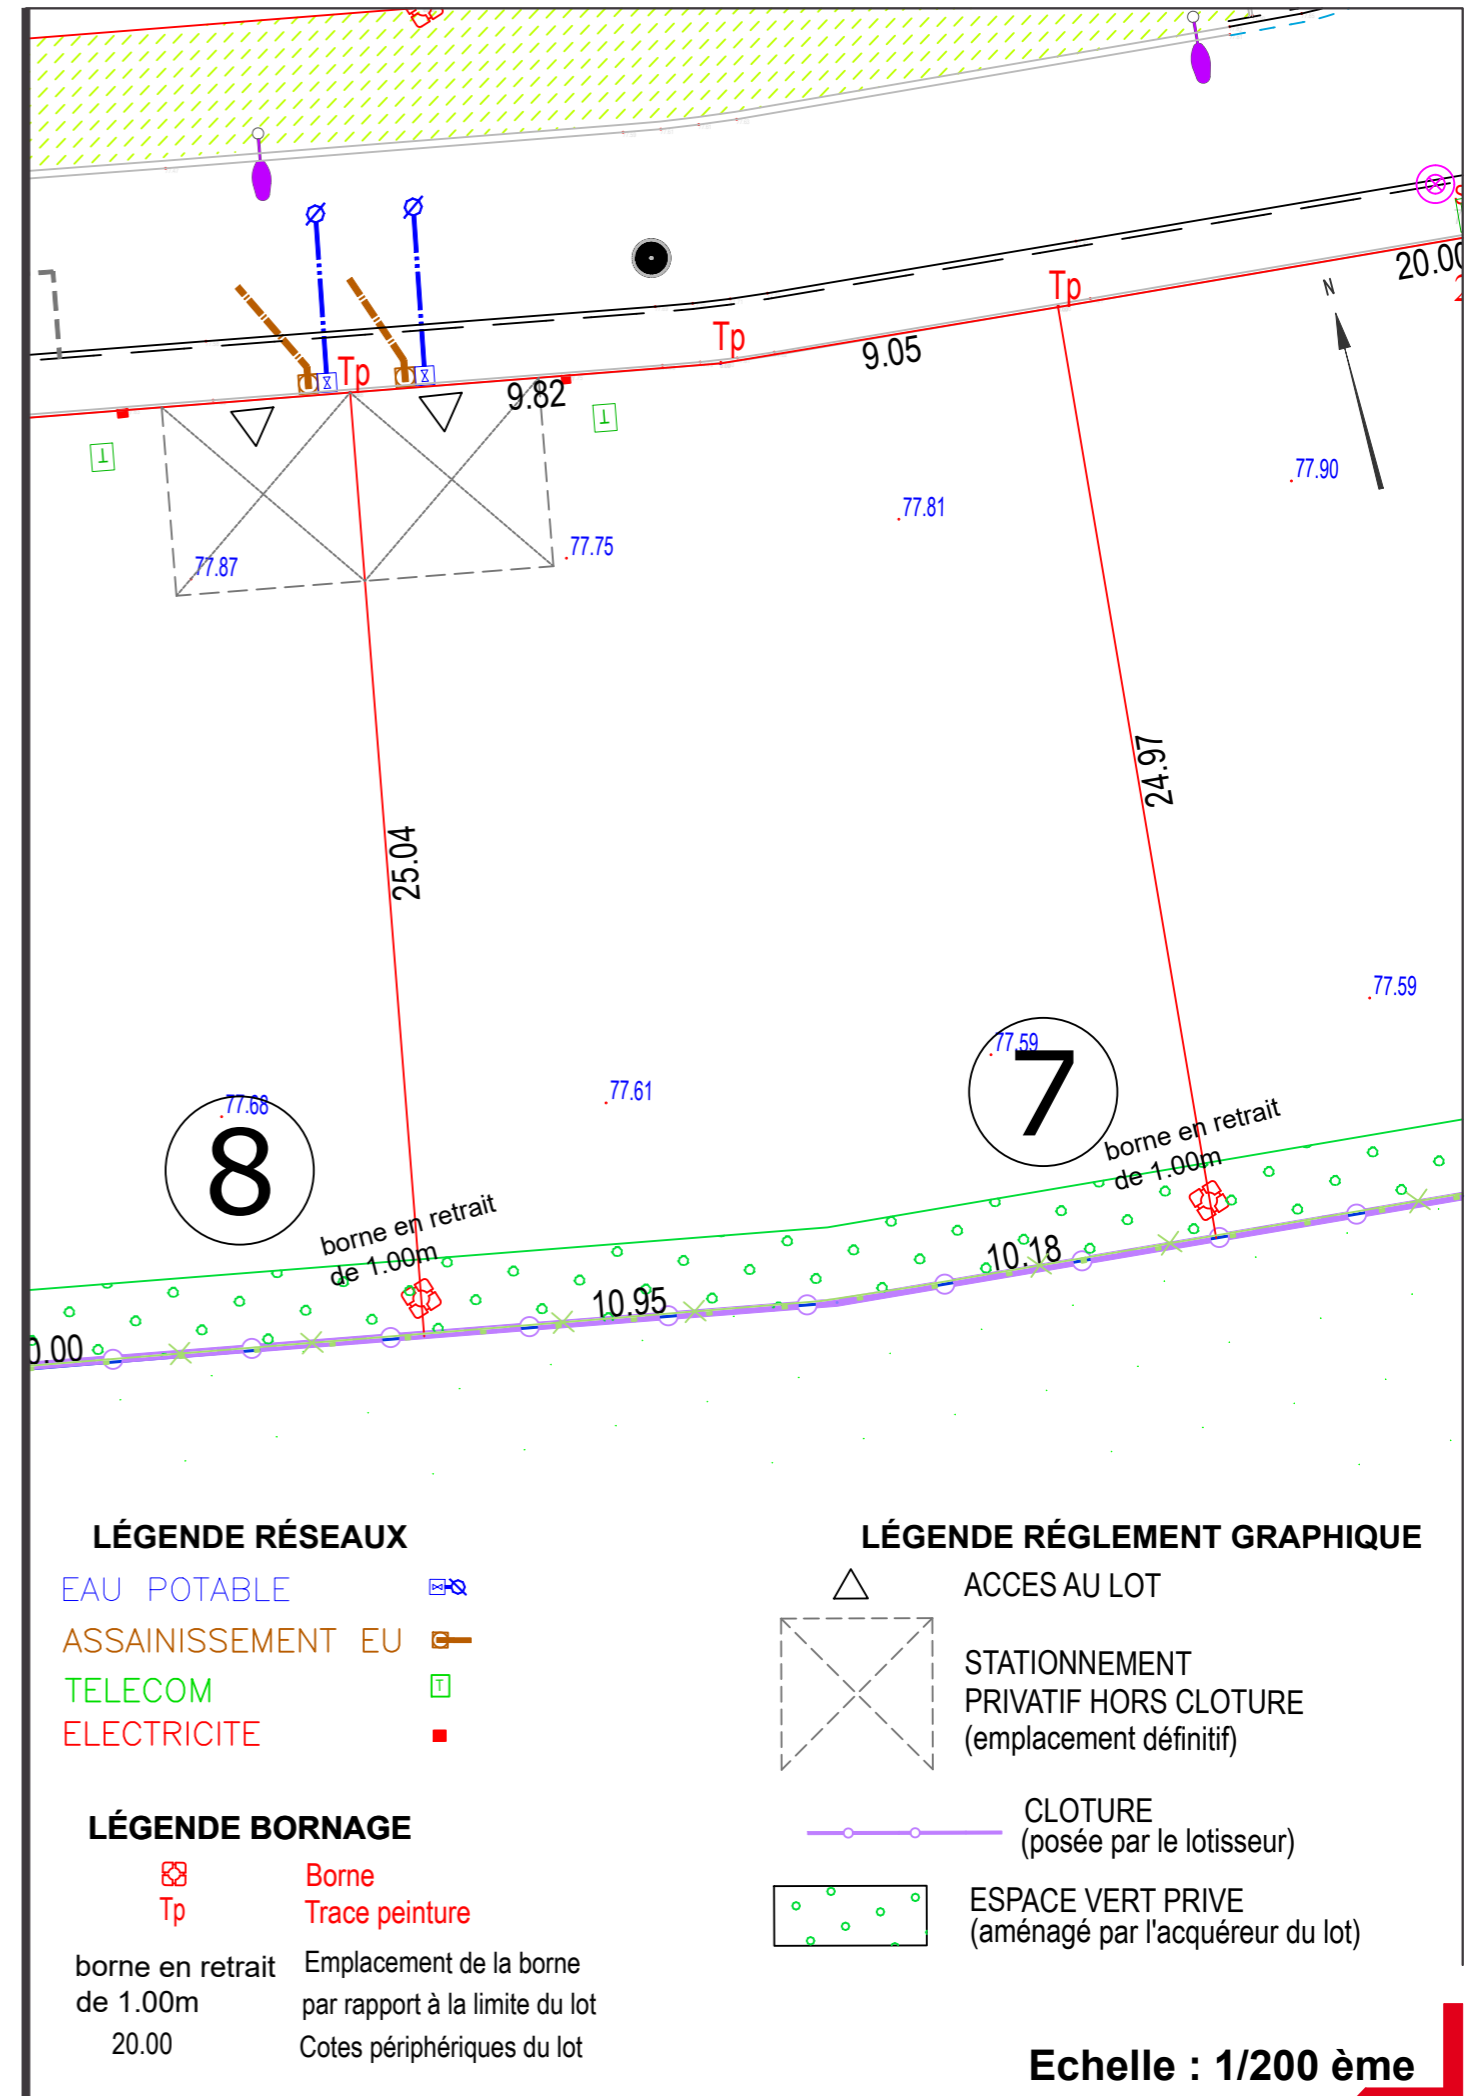 20.00
N
Tp
Tp
Tp
9.05
9.82
77.90
77.81
77.75
77.87
24.97
25.04
77.59
77.59
77.61
77.68
7
8
borne en retrait
de 1.00m
borne en retrait
de 1.00m
10.18
10.95
0.00
LÉGENDE RÉSEAUX
EAU POTABLE
ASSAINISSEMENT EU
TELECOM
T
ELECTRICITE
LÉGENDE BORNAGE
Borne
Tp Trace peinture
borne en retrait
de 1.00m
Emplacement de la borne
par rapport à la limite du lot
20.00 Cotes périphériques du lot
LÉGENDE RÉGLEMENT GRAPHIQUE
ACCES AU LOT
STATIONNEMENT
PRIVATIF HORS CLOTURE
(emplacement définitif)
CLOTURE
(posée par le lotisseur)
ESPACE VERT PRIVE
(aménagé par l'acquéreur du lot)
Echelle : 1/200 ème